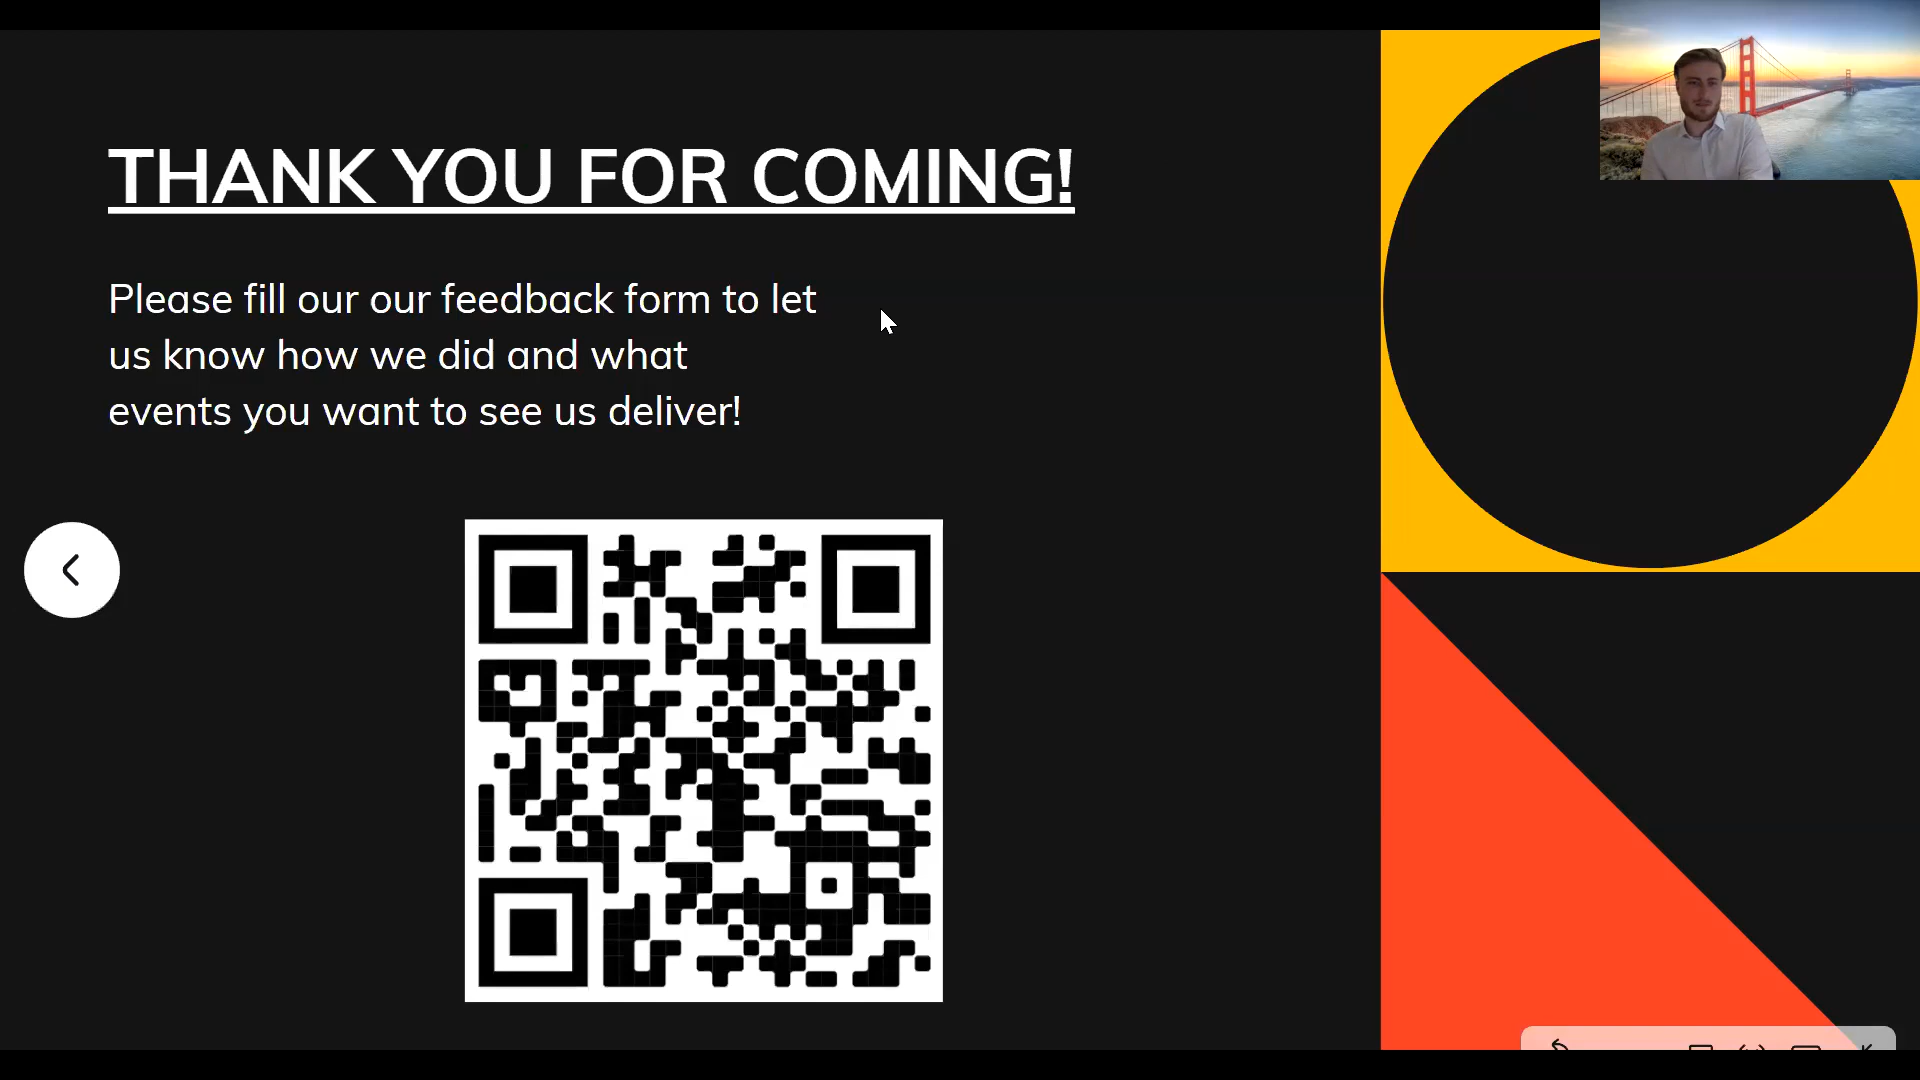 THANK YOU FOR COMING!
Please fill our our feedback form to let
us know how we did and what
events you want to see us deliver!